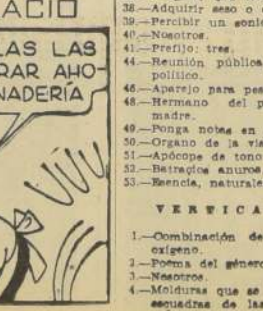 ACIO
LAS LAS
RAR AHO-
NADERÍA
38.—Adquirir seso o
39.—Percibir un sonid
40.—Nosotros.
41.—Prefijo: tres.
44.—Reunión pública
político.
46.—Aparejo para pes
48.—Hermano del p
madre.
49.—Ponga notas en
50.—Organo de la vis
51.—Apócope de tono
52.—Batracios anuros
53.—Esencia, naturale
VERTICA
1.—Combinación de
oxígeno.
2.—Poema del géner
3.—Nosotros.
4.—Molduras que se
escuadras de las